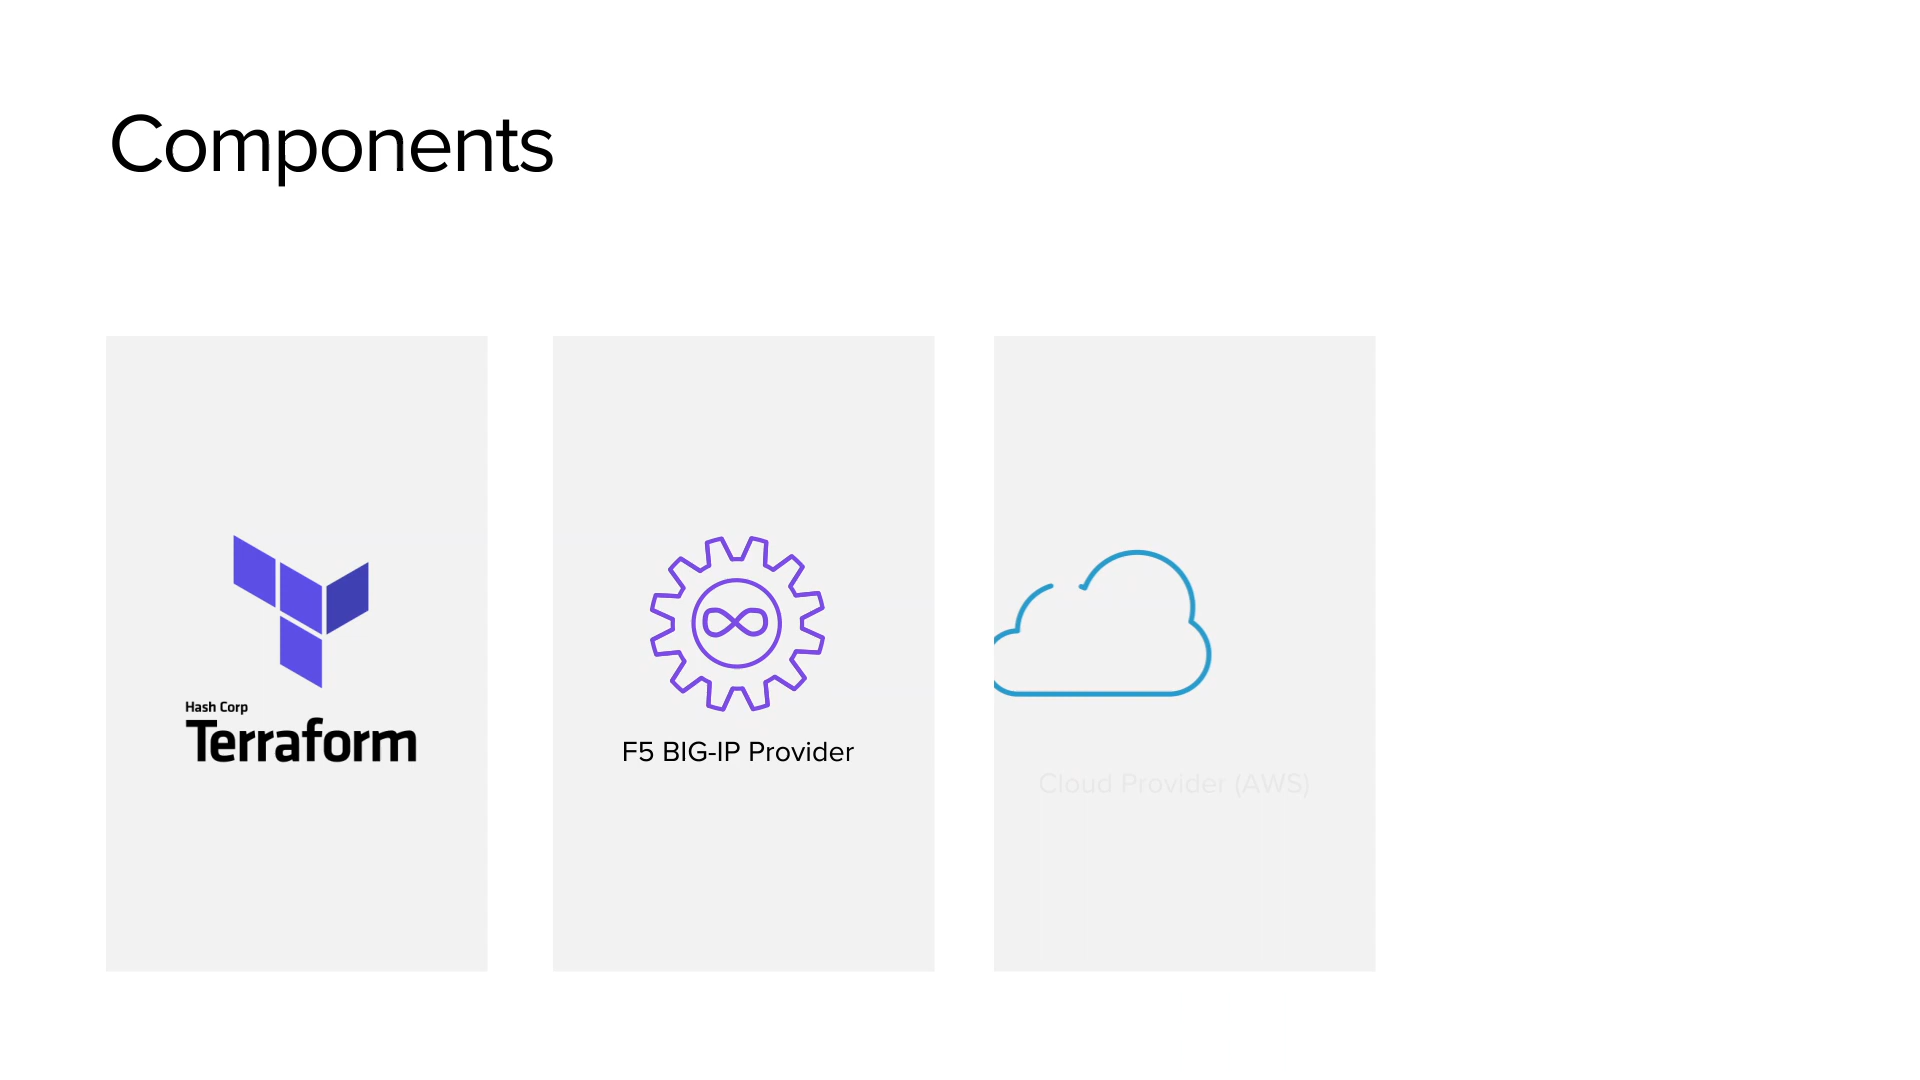 Components
Hash Corp
Terraform
F5 BIG-IP Provider
Cloud Provider (AWS)